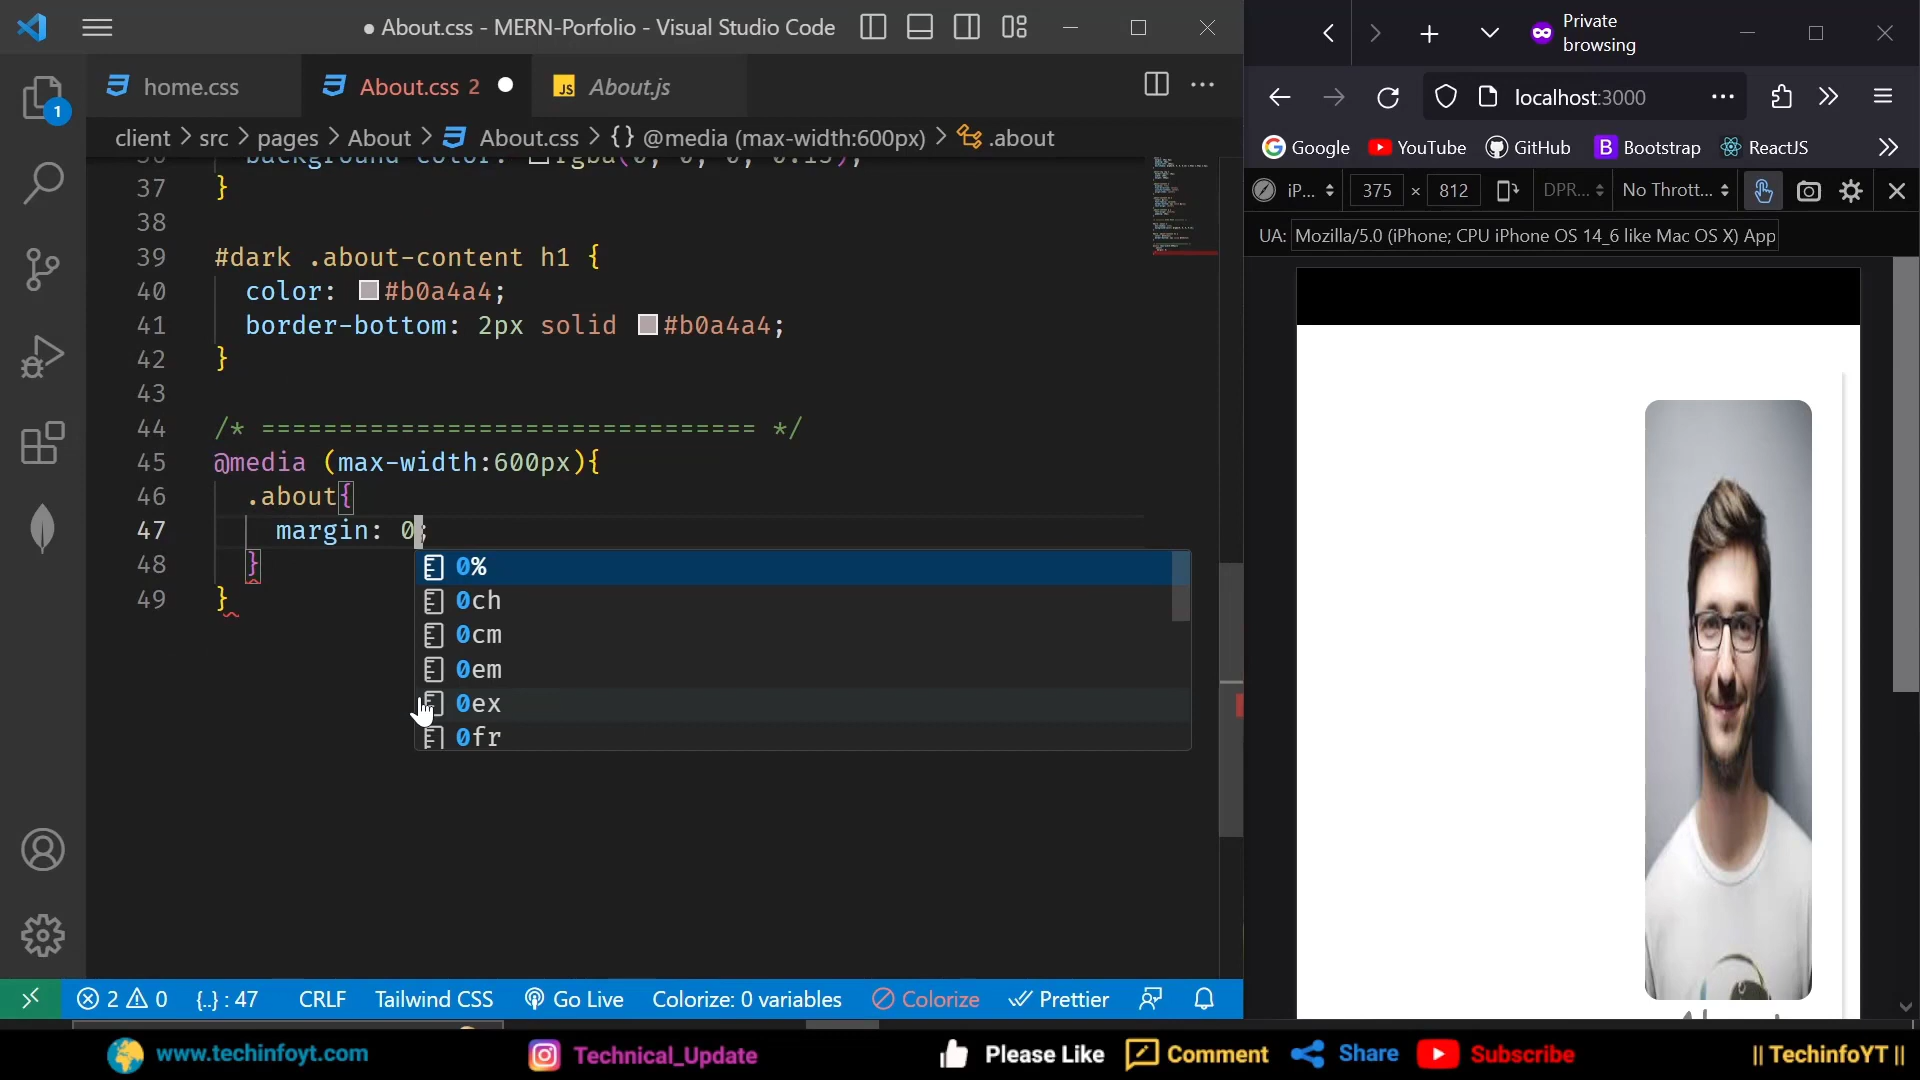 ● About.css - MERN-Porfolio - Visual Studio Code
home.css
About.css 2
JS About.js
client > src > pages > About > About.css > {} @media (max-width:600px) > .about
37 }
38
39 #dark .about-content h1 {
40 color: #b0a4a4;
41 border-bottom: 2px solid #b0a4a4;
42 }
43
44 /* ================================ */
45 @media (max-width:600px){
46 .about{
47 margin: 0;
48 }
49 }
0%
0ch
0cm
0em
0ex
0fr
1
2 0 {..} : 47 CRLF Tailwind CSS Go Live Colorize: 0 variables Colorize Prettier
Private browsing
localhost:3000
Google YouTube GitHub B Bootstrap ReactJS
iP... 375 × 812 DPR... No Thrott...
UA: Mozilla/5.0 (iPhone; CPU iPhone OS 14_6 like Mac OS X) App
www.techinfoyt.com Technical_Update Please Like Comment Share Subscribe || TechinfoYT ||